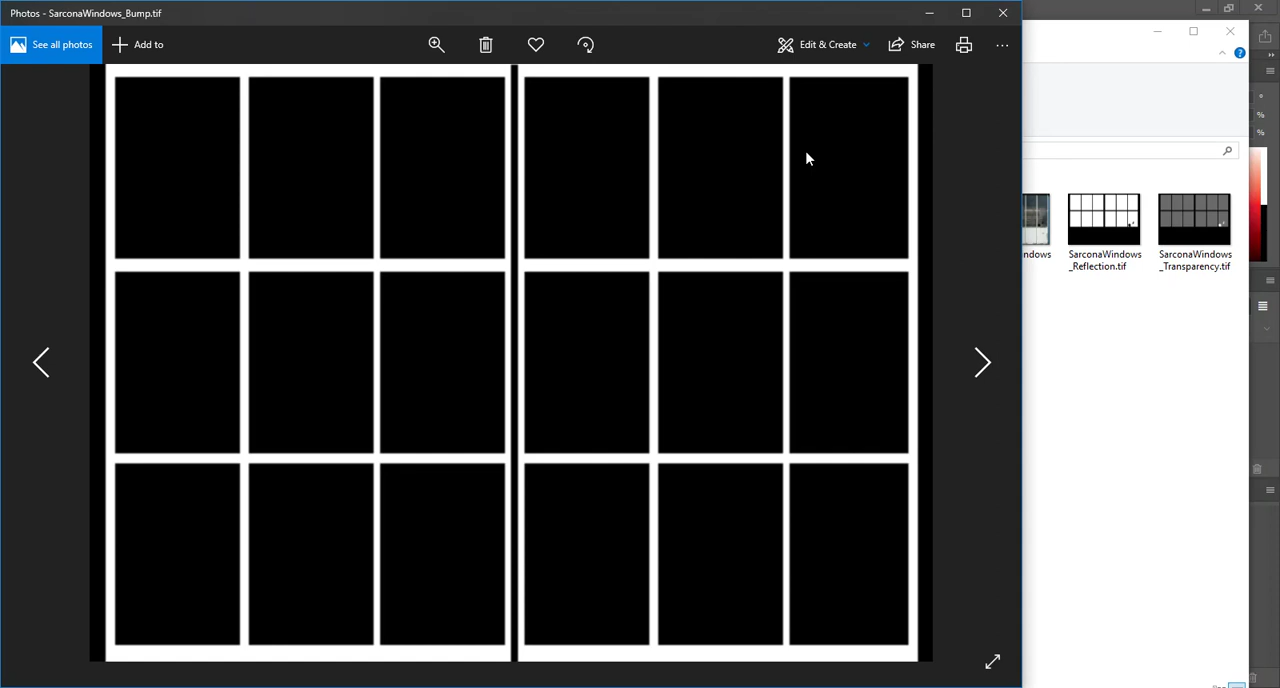 Photos - SarconaWindows_Bump.tif
See all photos
Add to
Edit & Create
Share
ndows
SarconaWindows
_Reflection.tif
SarconaWindows
_Transparency.tif
?
%
%